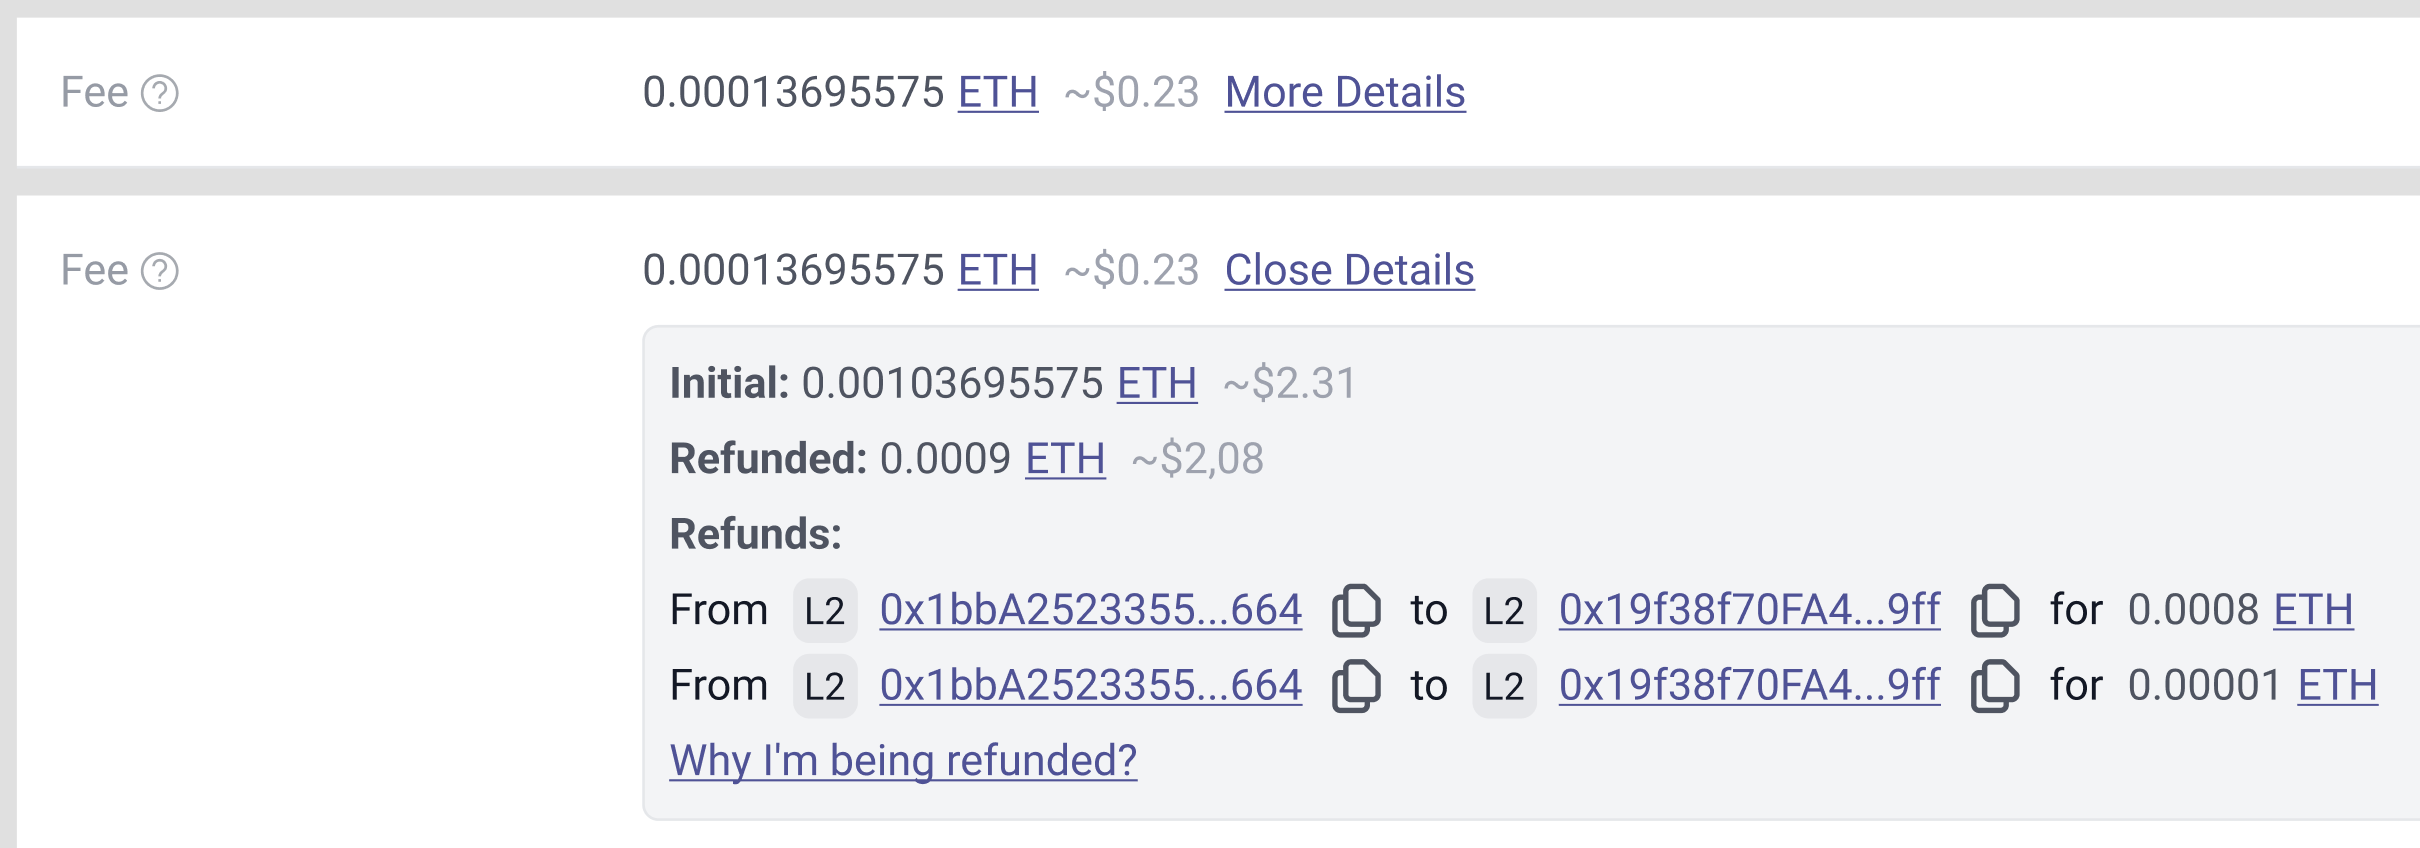 Fee ? 0.00013695575 ETH ~$0.23 More Details
Fee ? 0.00013695575 ETH ~$0.23 Close Details
Initial: 0.00103695575 ETH ~$2.31
Refunded: 0.0009 ETH ~$2,08
Refunds:
From L2 0x1bbA2523355...664 to L2 0x19f38f70FA4...9ff for 0.0008 ETH
From L2 0x1bbA2523355...664 to L2 0x19f38f70FA4...9ff for 0.00001 ETH
Why I'm being refunded?